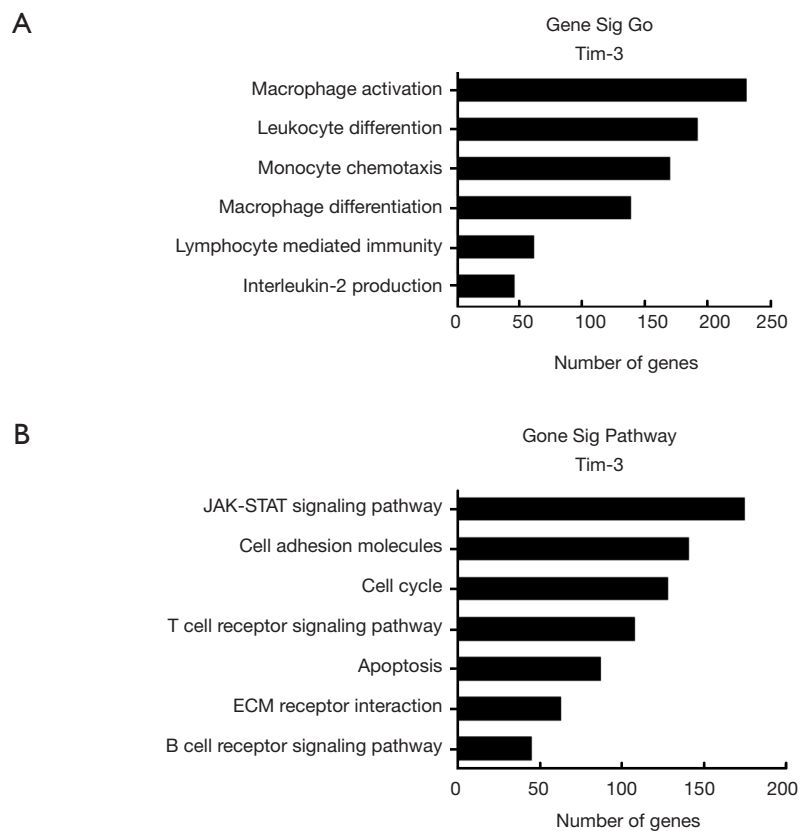 A
Gene Sig Go
Tim-3
Macrophage activation
Leukocyte differention
Monocyte chemotaxis
Macrophage differentiation
Lymphocyte mediated immunity
Interleukin-2 production
0 50 100 150 200 250
Number of genes
B
Gone Sig Pathway
Tim-3
JAK-STAT signaling pathway
Cell adhesion molecules
Cell cycle
T cell receptor signaling pathway
Apoptosis
ECM receptor interaction
B cell receptor signaling pathway
0 50 100 150 200
Number of genes